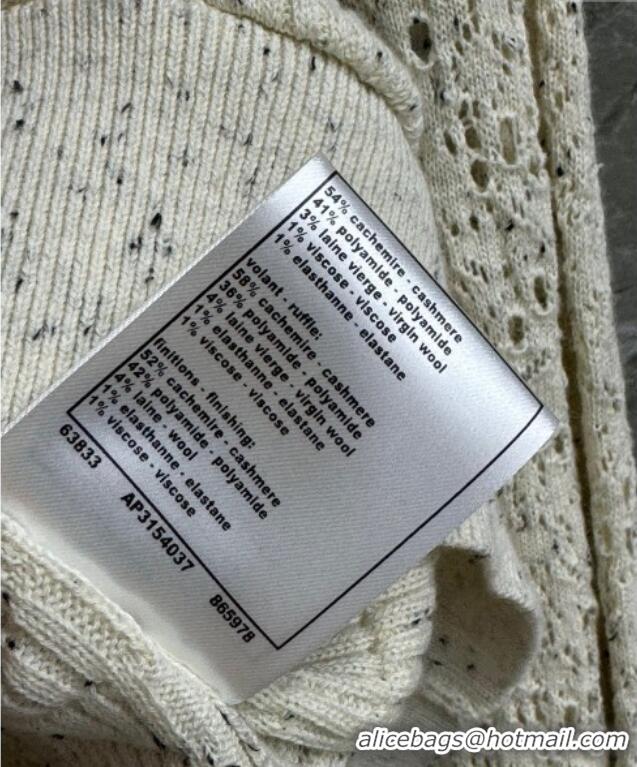 54% cachemire - cashmere
41% polyamide - polyamide
3% laine vierge - virgin wool
1% viscose - viscose
1% elasthanne - elastane
volant - ruffle:
58% cachemire - cashmere
36% polyamide - polyamide
4% laine vierge - virgin wool
1% elasthanne - elastane
1% viscose - viscose
finitions - finishing:
52% cachemire - cashmere
42% polyamide - polyamide
4% laine - wool
1% elasthanne - elastane
1% viscose - viscose
63B33 AP3154037 865978
alicebags@hotmail.com